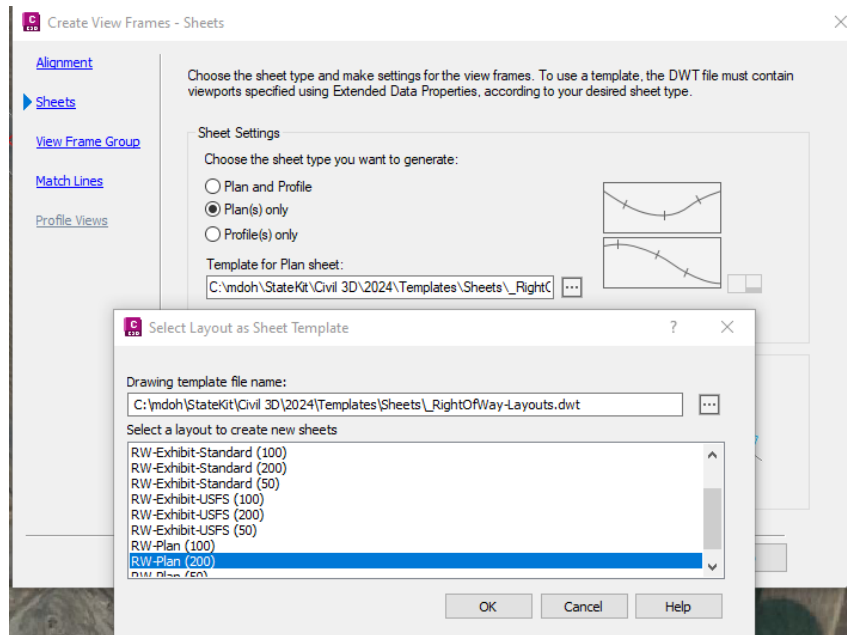 Create View Frames - Sheets
Alignment
Sheets
View Frame Group
Match Lines
Profile Views
Choose the sheet type and make settings for the view frames. To use a template, the DWT file must contain
viewports specified using Extended Data Properties, according to your desired sheet type.
Sheet Settings
Choose the sheet type you want to generate:
Plan and Profile
Plan(s) only
Profile(s) only
Template for Plan sheet:
C:\mdoh\StateKit\Civil 3D\2024\Templates\Sheets\_Right
Select Layout as Sheet Template
Drawing template file name:
C:\mdoh\StateKit\Civil 3D\2024\Templates\Sheets\_RightOfWay-Layouts.dwt
Select a layout to create new sheets
RW-Exhibit-Standard (100)
RW-Exhibit-Standard (200)
RW-Exhibit-Standard (50)
RW-Exhibit-USFS (100)
RW-Exhibit-USFS (200)
RW-Exhibit-USFS (50)
RW-Plan (100)
RW-Plan (200)
RW-Plan (50)
OK Cancel Help